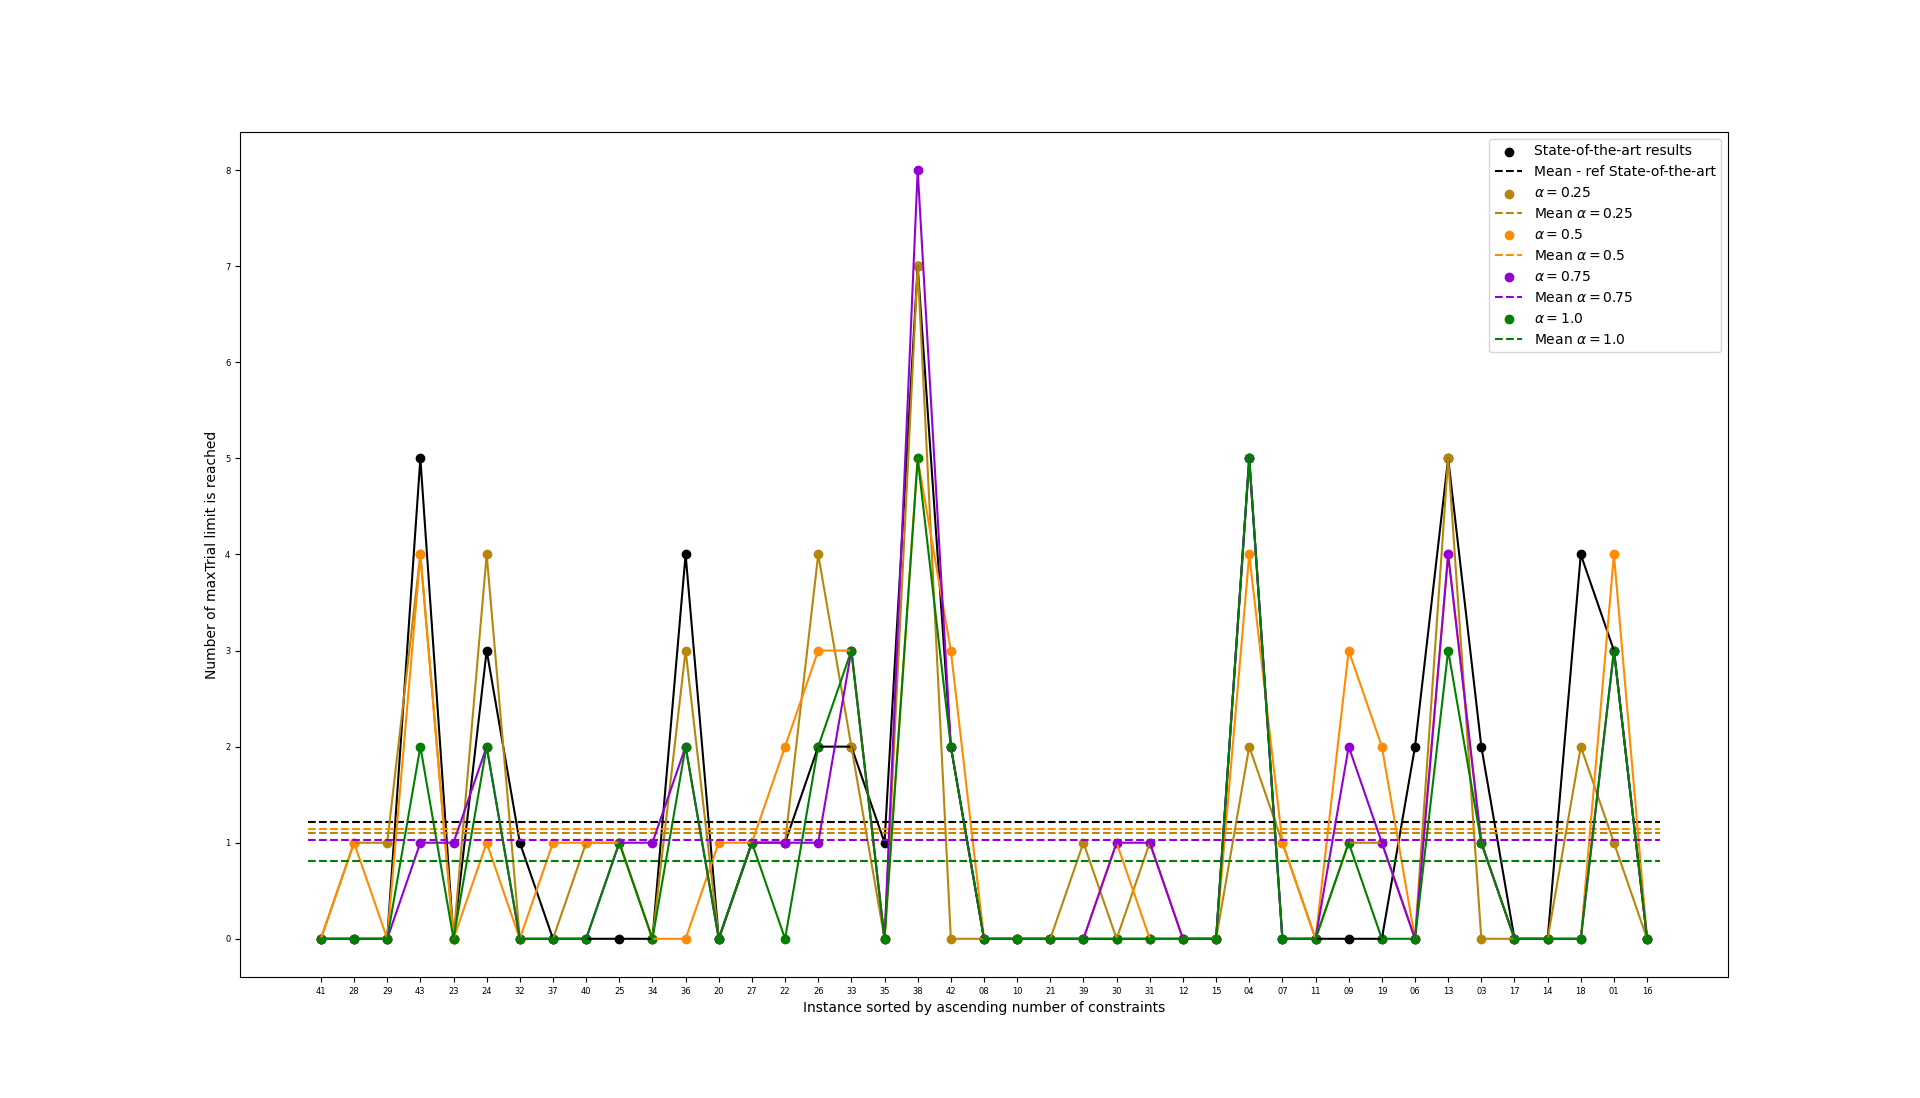 State-of-the-art results
Mean - ref State-of-the-art
α = 0.25
Mean α = 0.25
α = 0.5
Mean α = 0.5
α = 0.75
Mean α = 0.75
α = 1.0
Mean α = 1.0
8
7
6
5
4
3
2
1
0
Number of maxTrial limit is reached
41 28 29 43 23 24 32 37 40 25 34 36 20 27 22 26 33 35 38 42 08 10 21 39 30 31 12 15 04 07 11 09 19 06 13 03 17 14 18 01 16
Instance sorted by ascending number of constraints